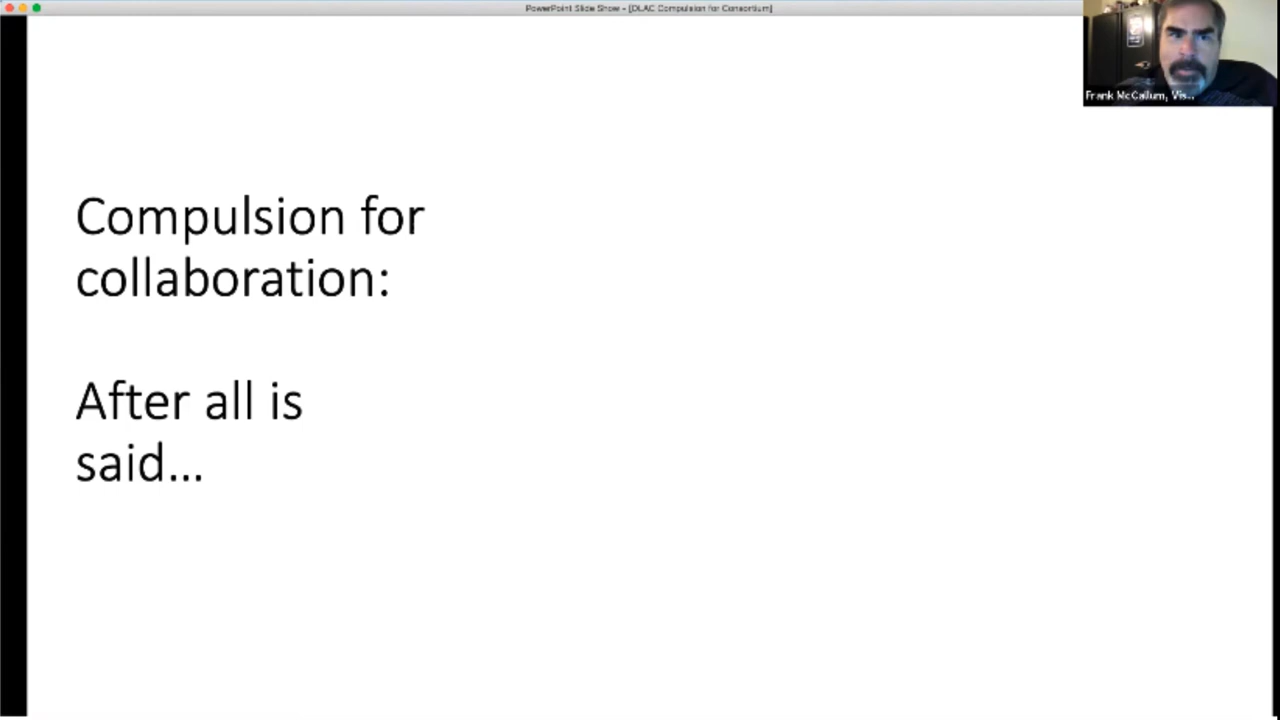 PowerPoint Slide Show - [DLAC Compulsion for Consortium]
Frank McCallum, Vis...
Compulsion for
collaboration:
After all is
said...